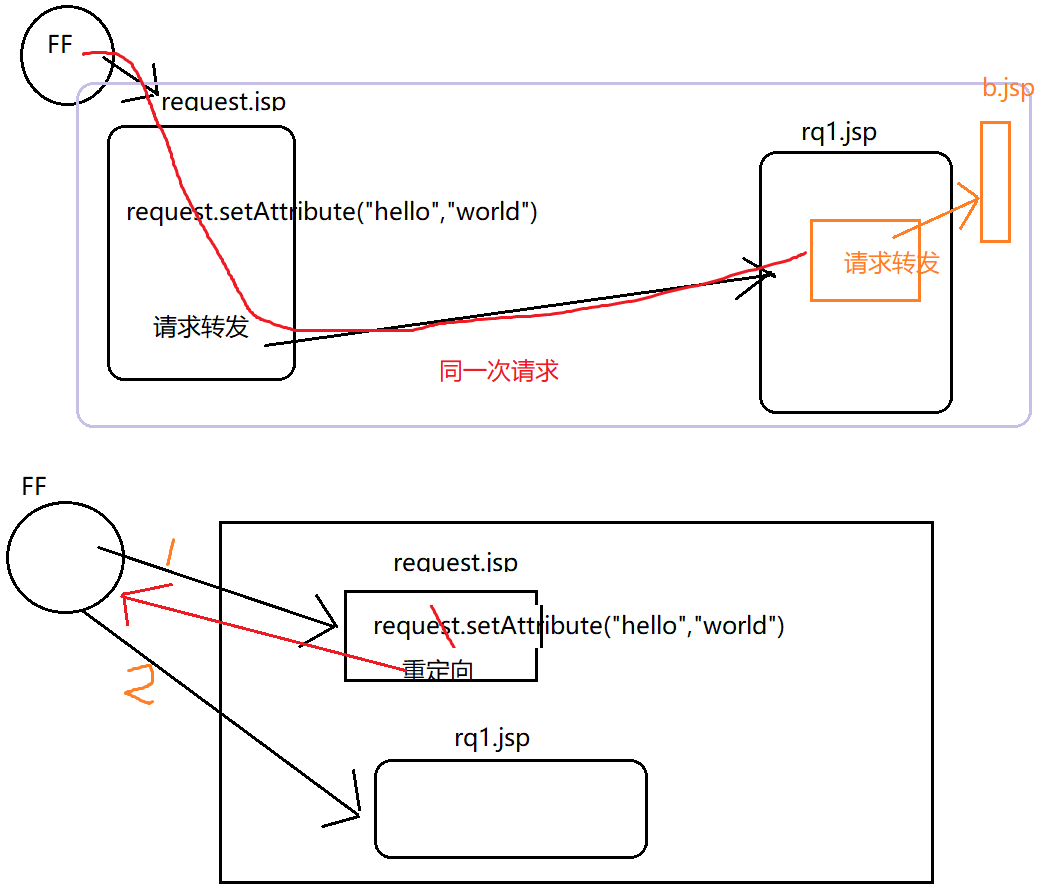 FF
request.jsp
b.jsp
rq1.jsp
request.setAttribute("hello","world")
请求转发
请求转发
同一次请求
FF
1
request.jsp
request.setAttribute("hello","world")
重定向
2
rq1.jsp